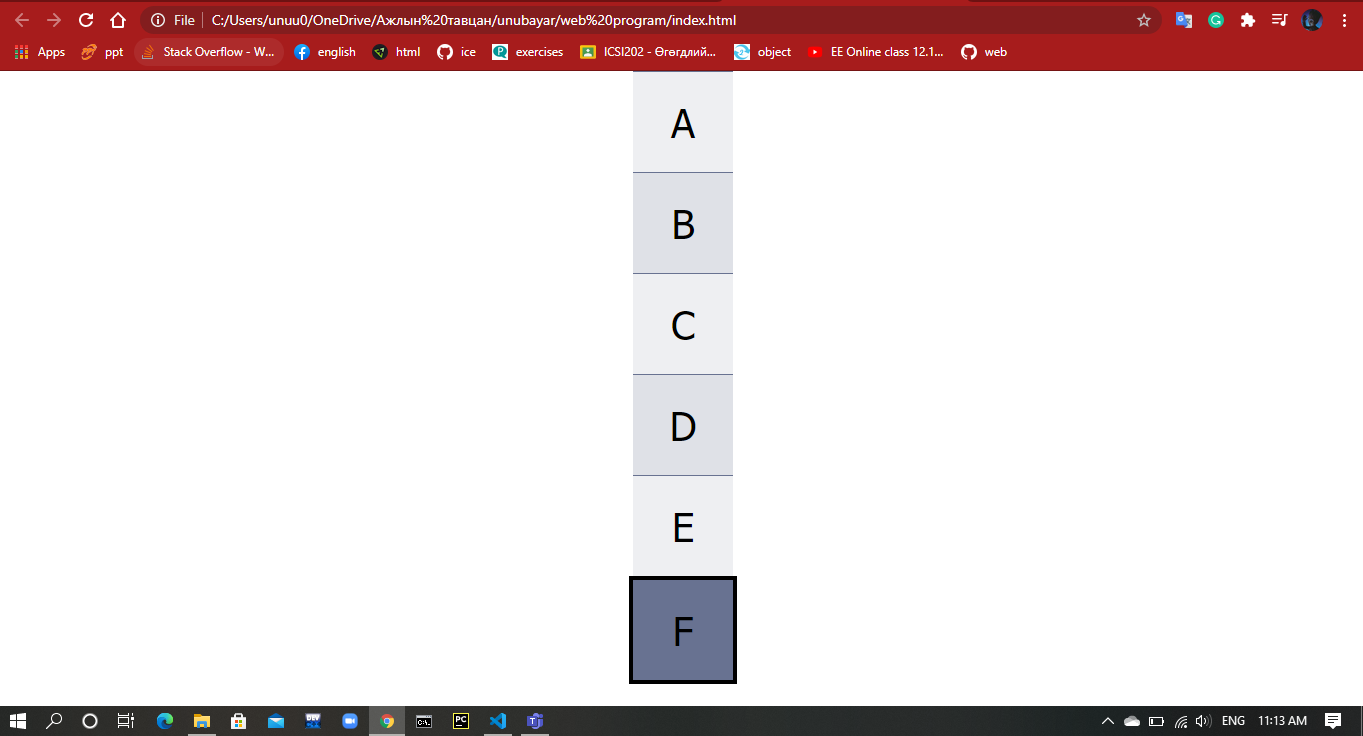 File C:/Users/unuu0/OneDrive/Ажлын%20тавцан/unubayar/web%20program/index.html
Apps ppt Stack Overflow - W... english html ice exercises ICSI202 - Өгөгдлий... object EE Online class 12.1... web
A
B
C
D
E
F
ENG 11:13 AM